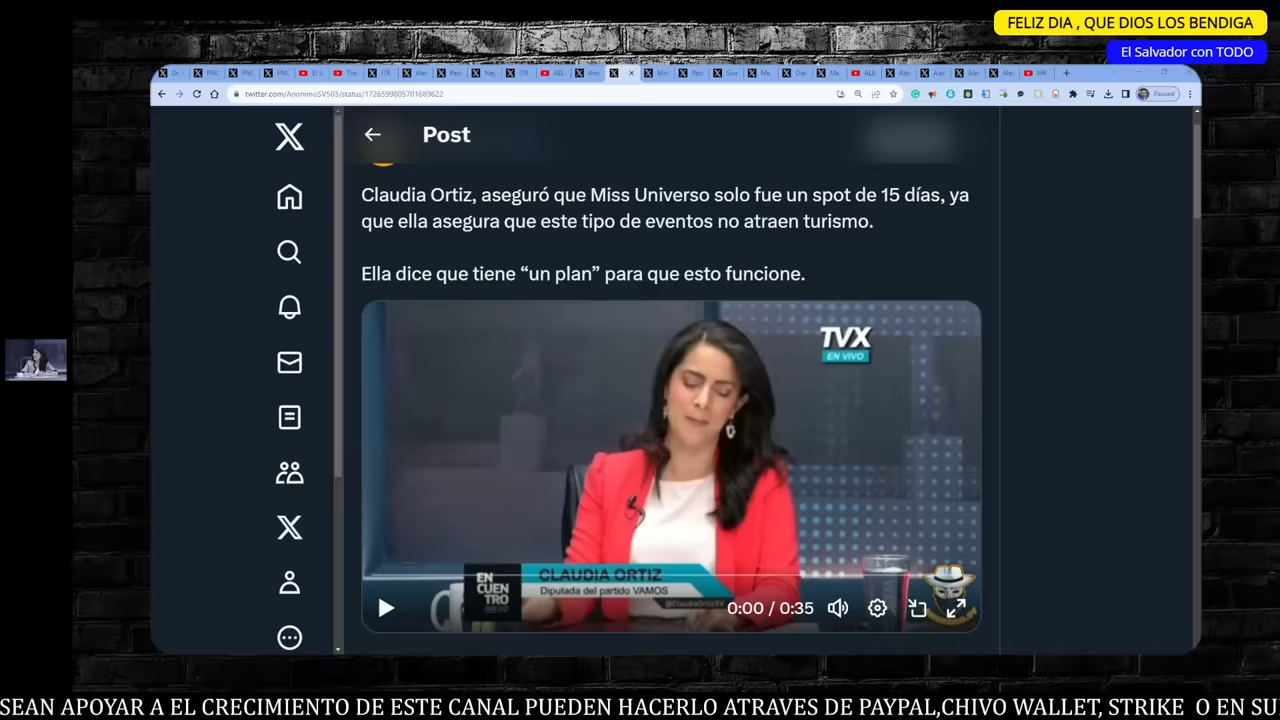 FELIZ DIA , QUE DIOS LOS BENDIGA
El Salvador con TODO
twitter.com/AnonimoSV503/status/1726599805701689622
Paused
Post
Claudia Ortiz, aseguró que Miss Universo solo fue un spot de 15 días, ya
que ella asegura que este tipo de eventos no atraen turismo.
Ella dice que tiene “un plan” para que esto funcione.
TVX
EN VIVO
EN
CUEN
TRO
CLAUDIA ORTIZ
Diputada del partido VAMOS
@ClaudiaOrtizSV
0:00 / 0:35
SEAN APOYAR A EL CRECIMIENTO DE ESTE CANAL PUEDEN HACERLO ATRAVES DE PAYPAL,CHIVO WALLET, STRIKE O EN SU